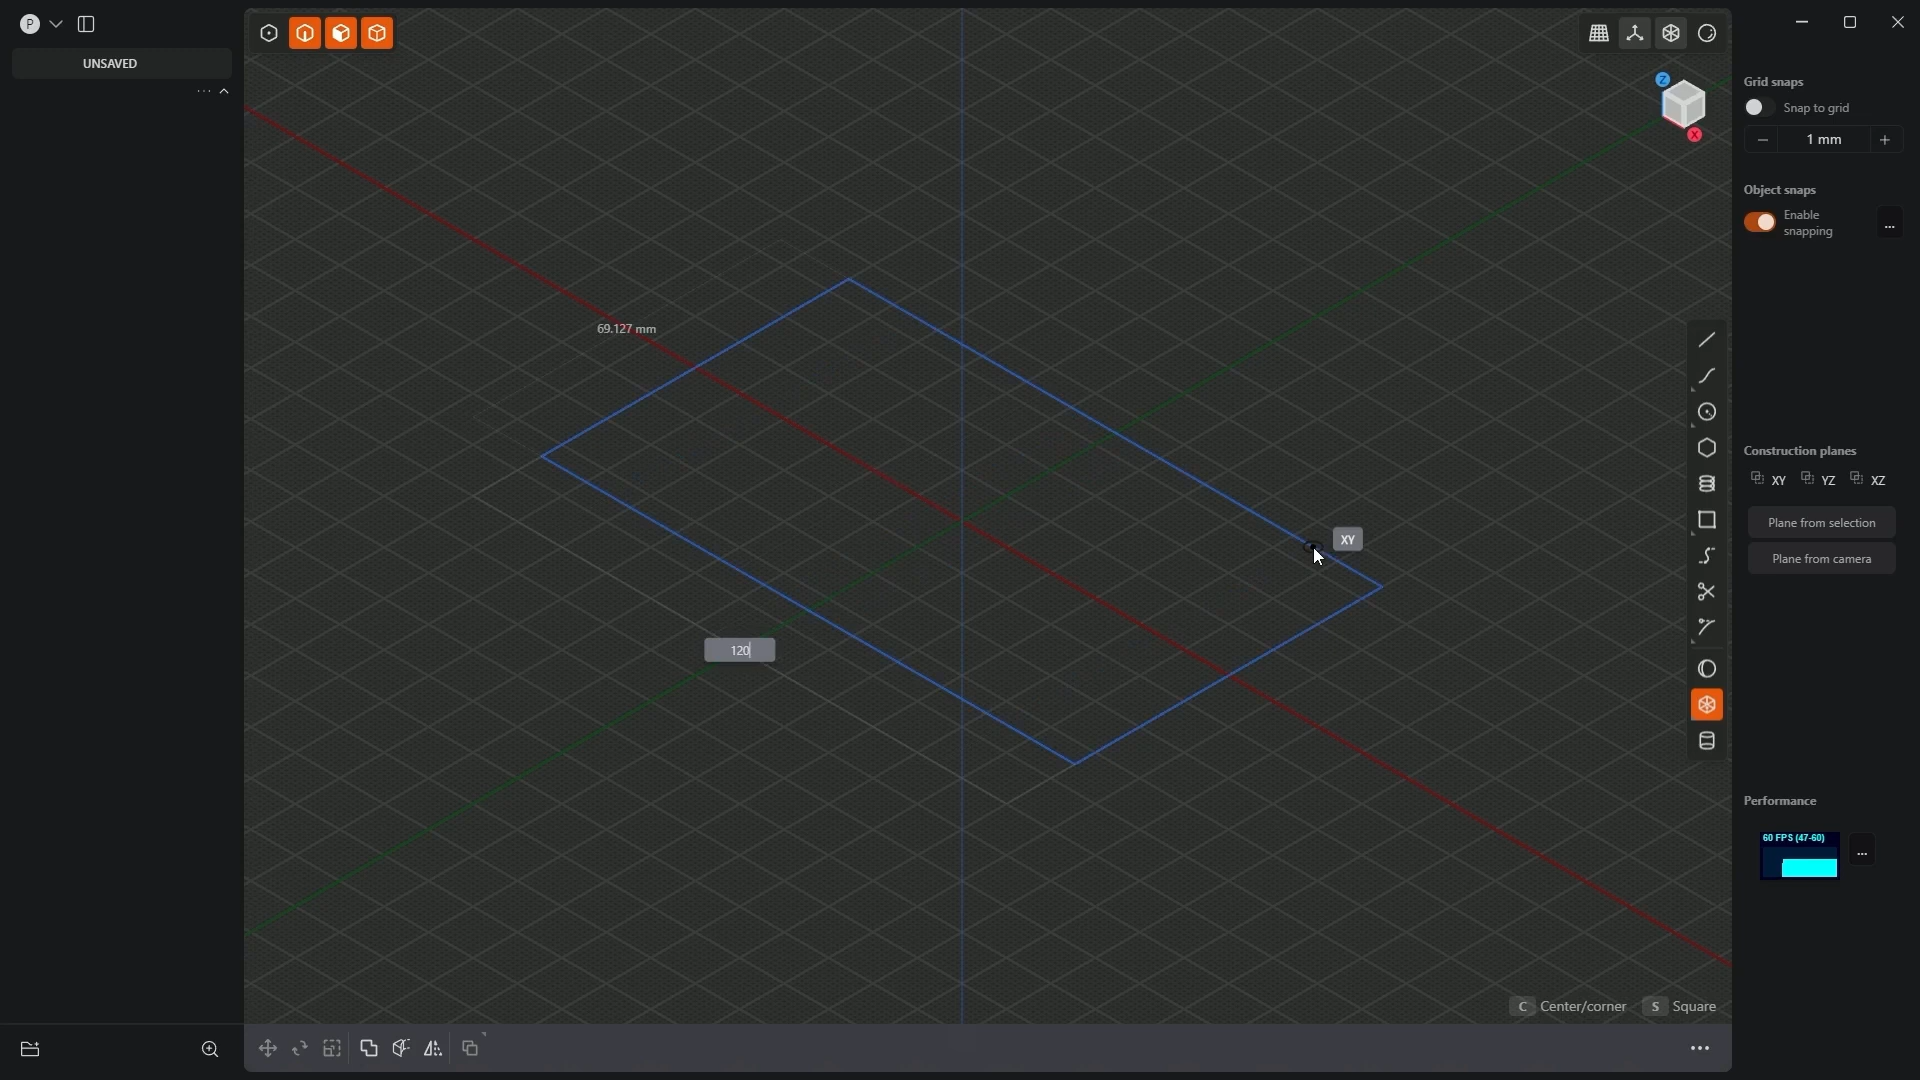 P
UNSAVED
...
Z
X
Grid snaps
Snap to grid
1 mm
Object snaps
Enable
snapping
...
69.127 mm
XY
120
Construction planes
XY YZ XZ
Plane from selection
Plane from camera
Performance
60 FPS (47-60)
...
C Center/corner S Square